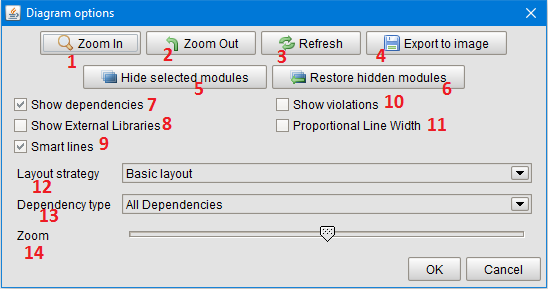 Diagram options
Zoom In Zoom Out Refresh Export to image
1 2 3 4
Hide selected modules Restore hidden modules
5 6
Show dependencies 7 Show violations 10
Show External Libraries 8 Proportional Line Width 11
Smart lines 9
Layout strategy Basic layout
12
Dependency type All Dependencies
13
Zoom
14
OK Cancel